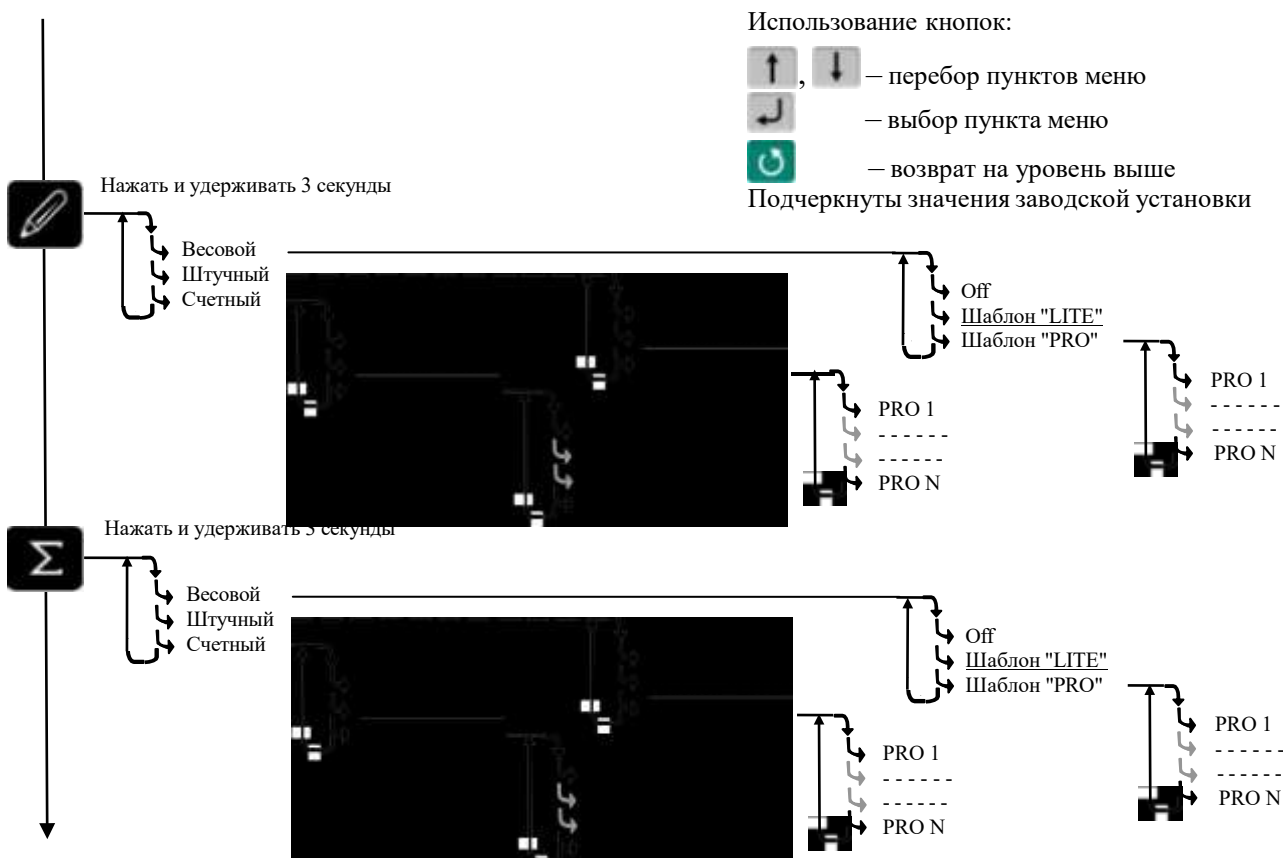 Использование кнопок:
, – перебор пунктов меню
– выбор пункта меню
– возврат на уровень выше
Подчеркнуты значения заводской установки
Нажать и удерживать 3 секунды
Весовой
Штучный
Счетный
Off
Шаблон "LITE"
Шаблон "PRO"
PRO 1
- - - - - -
- - - - - -
PRO N
PRO 1
- - - - - -
- - - - - -
PRO N
Нажать и удерживать 3 секунды
Σ
Весовой
Штучный
Счетный
Off
Шаблон "LITE"
Шаблон "PRO"
PRO 1
- - - - - -
- - - - - -
PRO N
PRO 1
- - - - - -
- - - - - -
PRO N